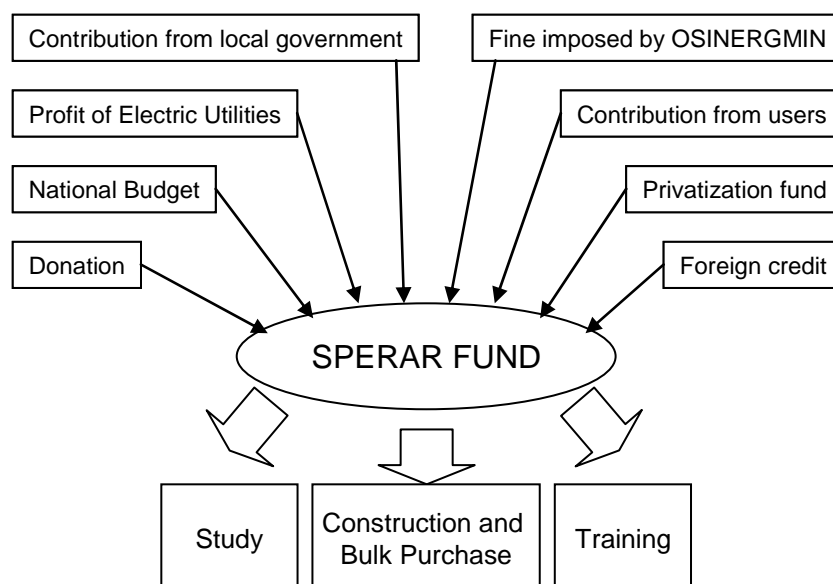 Contribution from local government
Fine imposed by OSINERGMIN
Profit of Electric Utilities
Contribution from users
National Budget
Privatization fund
Donation
Foreign credit
SPERAR FUND
Study
Construction and
Bulk Purchase
Training